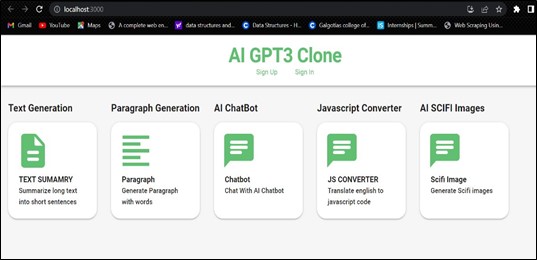 localhost:3000
Gmail YouTube Maps A complete web en... data structures and... Data Structures - H... Galgotias college of... Internships | Summ... Web Scraping Usin...
AI GPT3 Clone
Sign Up Sign In
Text Generation
TEXT SUMAMRY
Summarize long text
into short sentences
Paragraph Generation
Paragraph
Generate Paragraph
with words
AI ChatBot
Chatbot
Chat With AI Chatbot
Javascript Converter
JS CONVERTER
Translate english to
javascript code
AI SCIFI Images
Scifi Image
Generate Scifi images